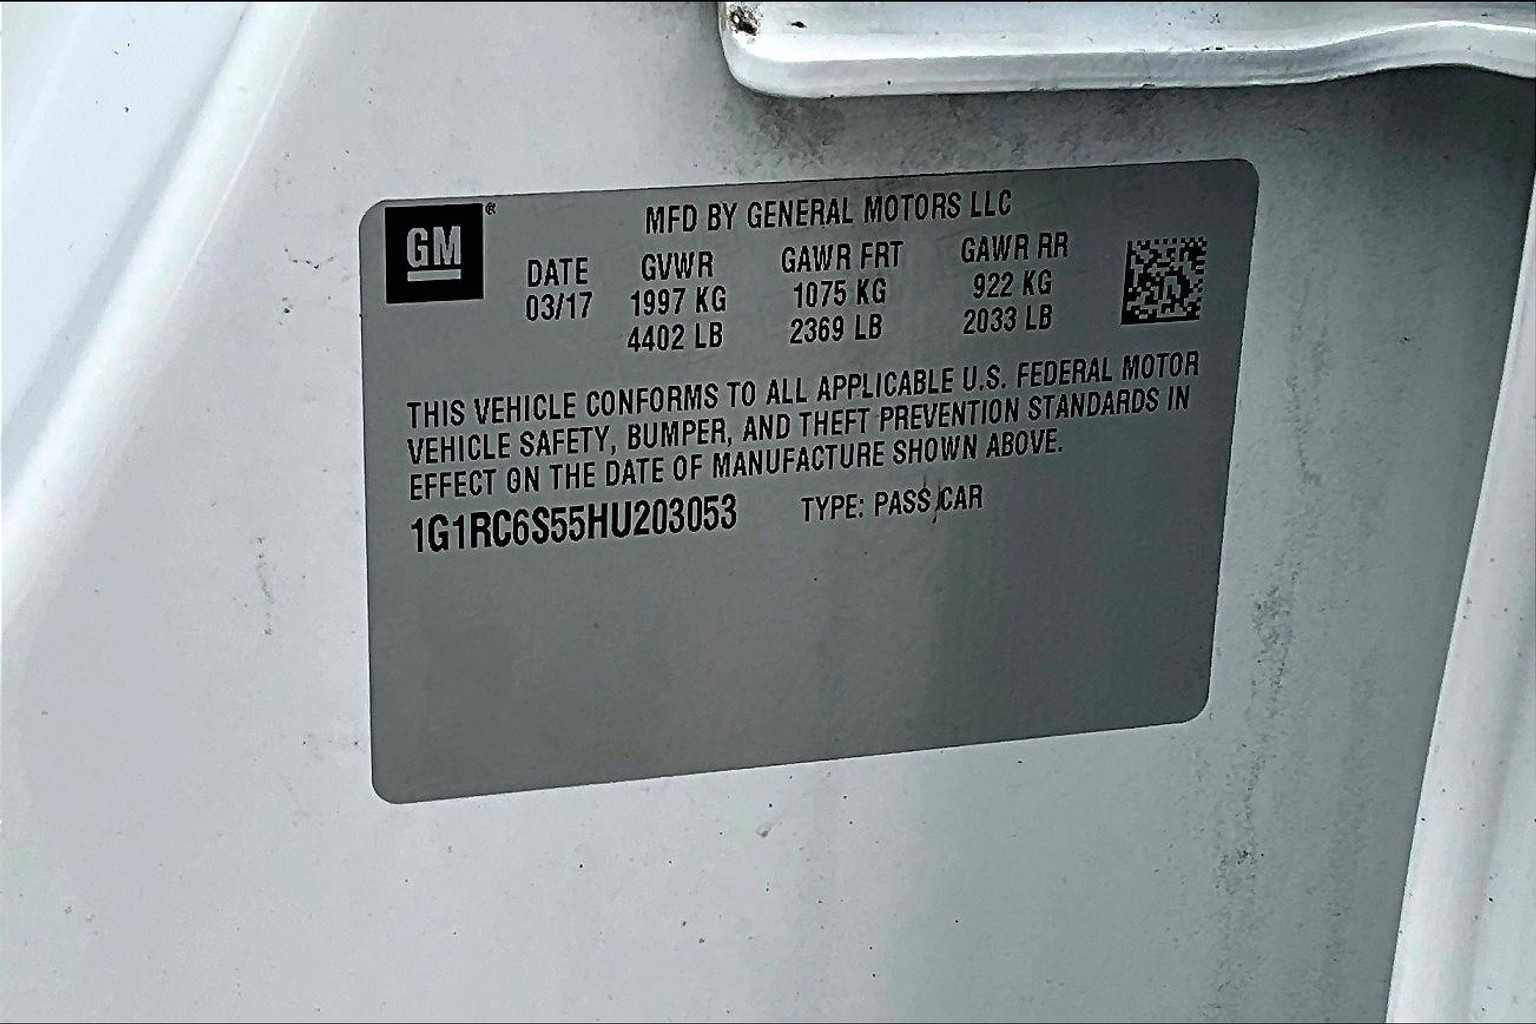 GM®
MFD BY GENERAL MOTORS LLC
DATE GVWR GAWR FRT GAWR RR
03/17 1997 KG 1075 KG 922 KG
4402 LB 2369 LB 2033 LB
THIS VEHICLE CONFORMS TO ALL APPLICABLE U.S. FEDERAL MOTOR
VEHICLE SAFETY, BUMPER, AND THEFT PREVENTION STANDARDS IN
EFFECT ON THE DATE OF MANUFACTURE SHOWN ABOVE.
1G1RC6S55HU203053 TYPE: PASS CAR